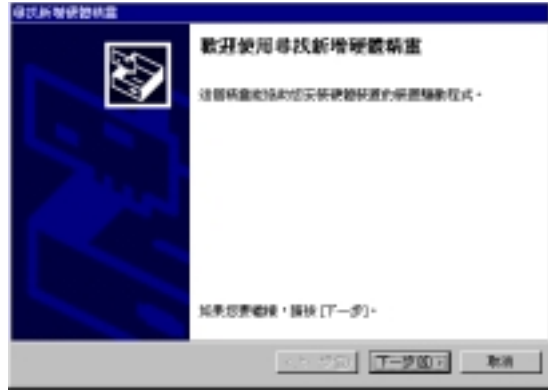 尋找新增硬體精靈
歡迎使用尋找新增硬體精靈
這個精靈能協助您安裝硬體裝置的裝置驅動程式。
如果您要繼續，請按 [下一步]。
< 上一步(B)
下一步(N) >
取消